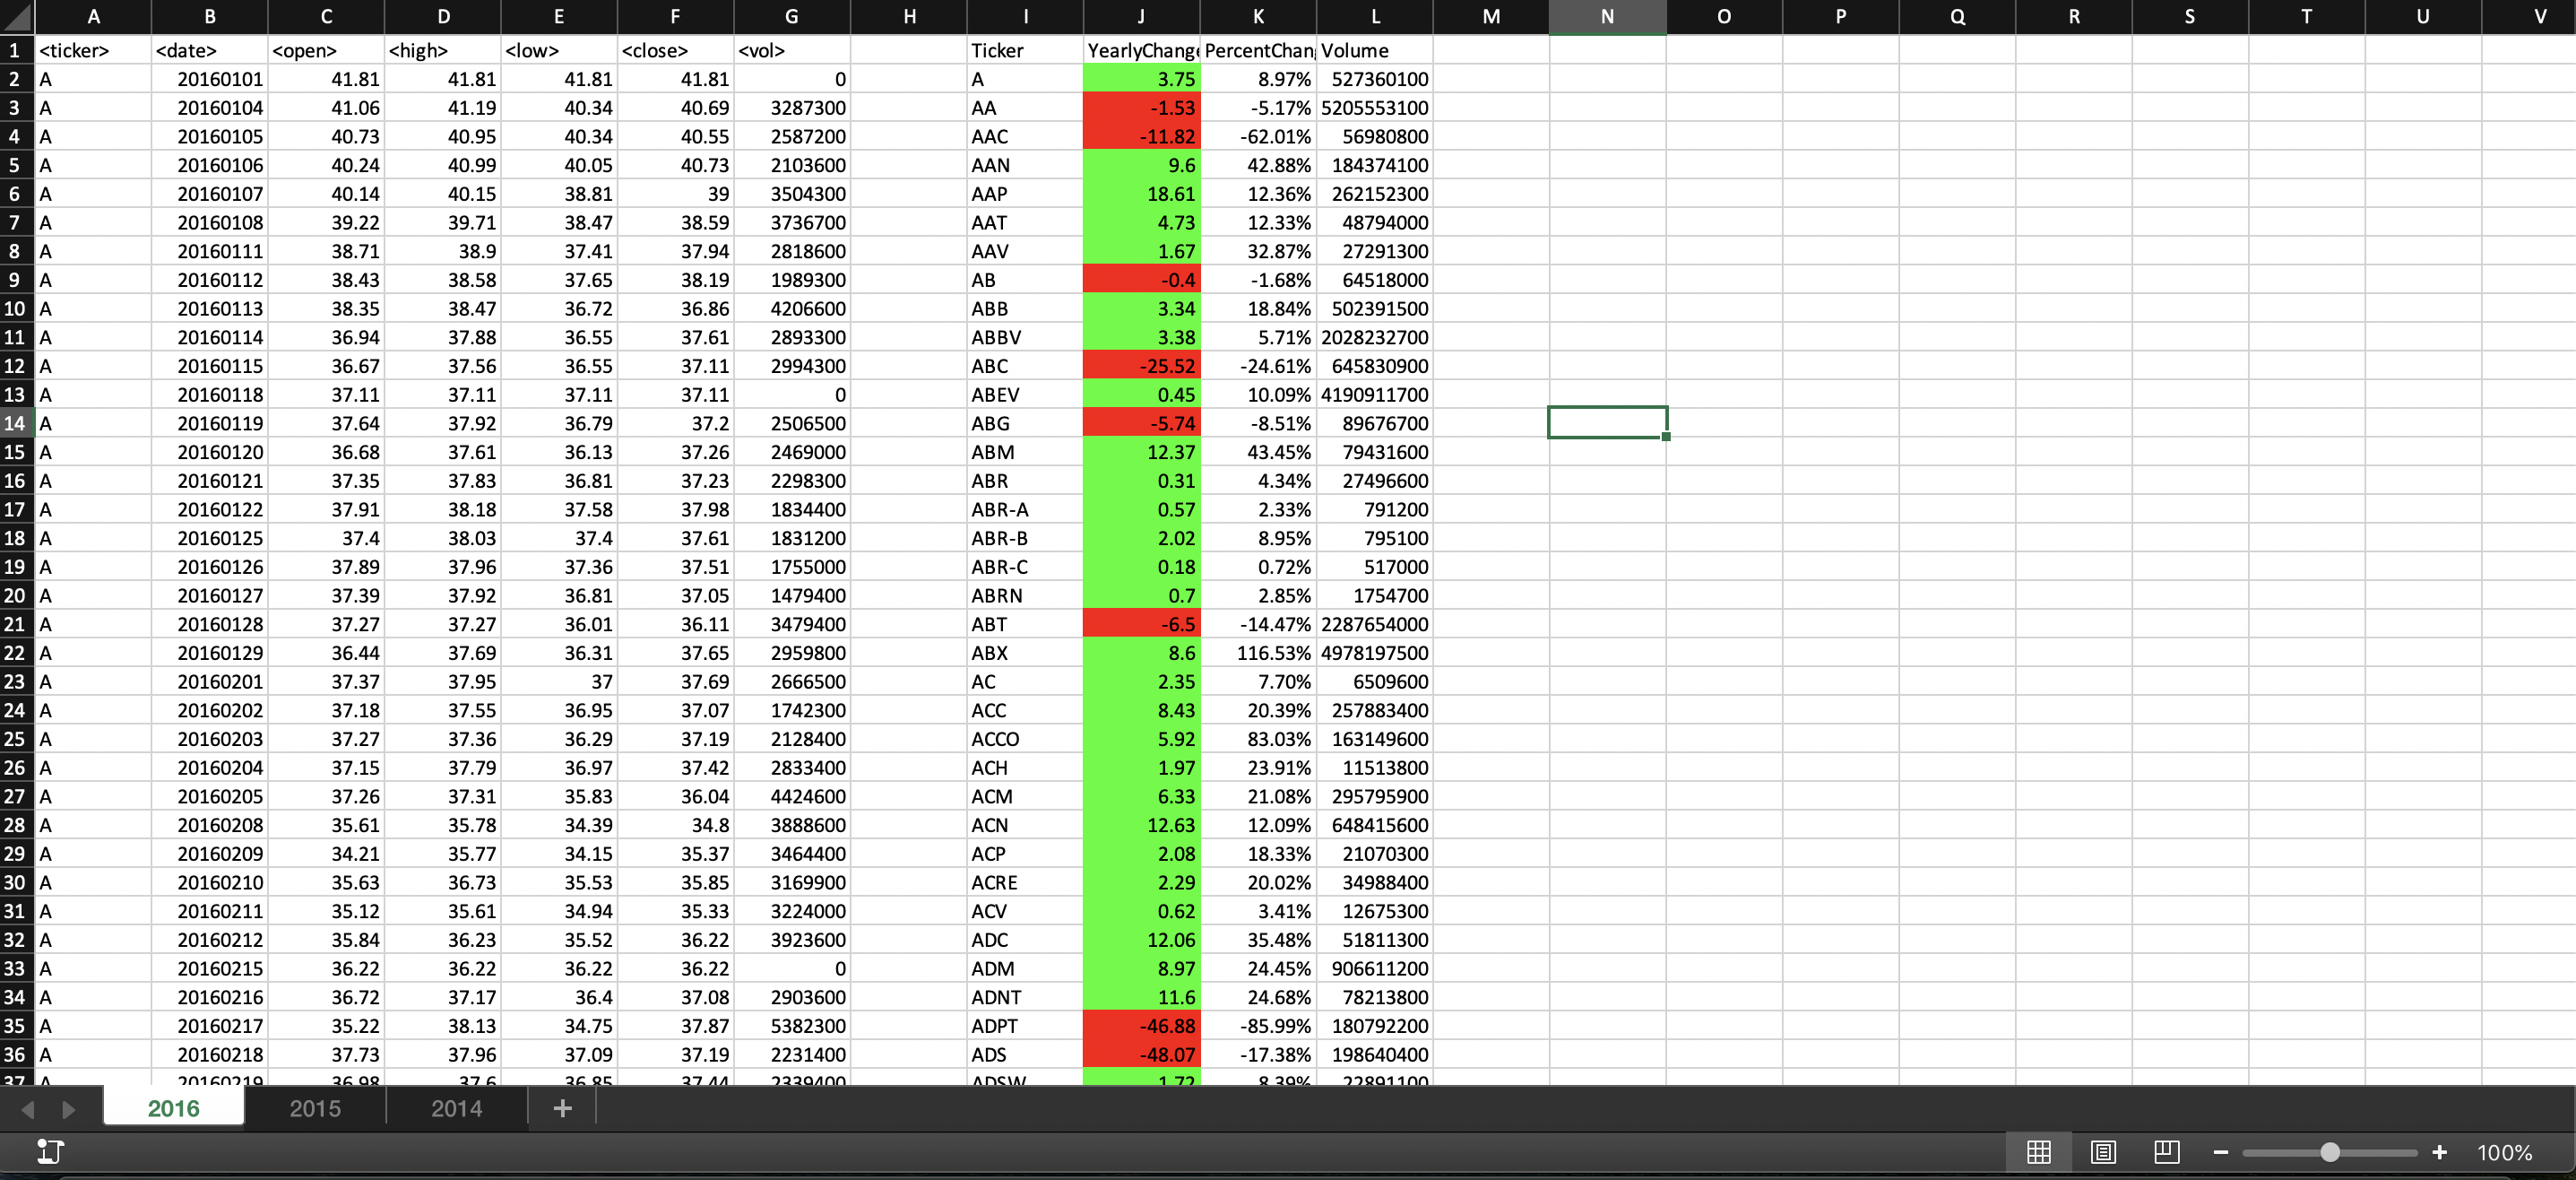 A B C D E F G H I J K L M N O P Q R S T U V
1 <ticker> <date> <open> <high> <low> <close> <vol> Ticker YearlyChange PercentChan Volume
2 A 20160101 41.81 41.81 41.81 41.81 0 A 3.75 8.97% 527360100
3 A 20160104 41.06 41.19 40.34 40.69 3287300 AA -1.53 -5.17% 5205553100
4 A 20160105 40.73 40.95 40.34 40.55 2587200 AAC -11.82 -62.01% 56980800
5 A 20160106 40.24 40.99 40.05 40.73 2103600 AAN 9.6 42.88% 184374100
6 A 20160107 40.14 40.15 38.81 39 3504300 AAP 18.61 12.36% 262152300
7 A 20160108 39.22 39.71 38.47 38.59 3736700 AAT 4.73 12.33% 48794000
8 A 20160111 38.71 38.9 37.41 37.94 2818600 AAV 1.67 32.87% 27291300
9 A 20160112 38.43 38.58 37.65 38.19 1989300 AB -0.4 -1.68% 64518000
10 A 20160113 38.35 38.47 36.72 36.86 4206600 ABB 3.34 18.84% 502391500
11 A 20160114 36.94 37.88 36.55 37.61 2893300 ABBV 3.38 5.71% 2028232700
12 A 20160115 36.67 37.56 36.55 37.11 2994300 ABC -25.52 -24.61% 645830900
13 A 20160118 37.11 37.11 37.11 37.11 0 ABEV 0.45 10.09% 4190911700
14 A 20160119 37.64 37.92 36.79 37.2 2506500 ABG -5.74 -8.51% 89676700
15 A 20160120 36.68 37.61 36.13 37.26 2469000 ABM 12.37 43.45% 79431600
16 A 20160121 37.35 37.83 36.81 37.23 2298300 ABR 0.31 4.34% 27496600
17 A 20160122 37.91 38.18 37.58 37.98 1834400 ABR-A 0.57 2.33% 791200
18 A 20160125 37.4 38.03 37.4 37.61 1831200 ABR-B 2.02 8.95% 795100
19 A 20160126 37.89 37.96 37.36 37.51 1755000 ABR-C 0.18 0.72% 517000
20 A 20160127 37.39 37.92 36.81 37.05 1479400 ABRN 0.7 2.85% 1754700
21 A 20160128 37.27 37.27 36.01 36.11 3479400 ABT -6.5 -14.47% 2287654000
22 A 20160129 36.44 37.69 36.31 37.65 2959800 ABX 8.6 116.53% 4978197500
23 A 20160201 37.37 37.95 37 37.69 2666500 AC 2.35 7.70% 6509600
24 A 20160202 37.18 37.55 36.95 37.07 1742300 ACC 8.43 20.39% 257883400
25 A 20160203 37.27 37.36 36.29 37.19 2128400 ACCO 5.92 83.03% 163149600
26 A 20160204 37.15 37.79 36.97 37.42 2833400 ACH 1.97 23.91% 11513800
27 A 20160205 37.26 37.31 35.83 36.04 4424600 ACM 6.33 21.08% 295795900
28 A 20160208 35.61 35.78 34.39 34.8 3888600 ACN 12.63 12.09% 648415600
29 A 20160209 34.21 35.77 34.15 35.37 3464400 ACP 2.08 18.33% 21070300
30 A 20160210 35.63 36.73 35.53 35.85 3169900 ACRE 2.29 20.02% 34988400
31 A 20160211 35.12 35.61 34.94 35.33 3224000 ACV 0.62 3.41% 12675300
32 A 20160212 35.84 36.23 35.52 36.22 3923600 ADC 12.06 35.48% 51811300
33 A 20160215 36.22 36.22 36.22 36.22 0 ADM 8.97 24.45% 906611200
34 A 20160216 36.72 37.17 36.4 37.08 2903600 ADNT 11.6 24.68% 78213800
35 A 20160217 35.22 38.13 34.75 37.87 5382300 ADPT -46.88 -85.99% 180792200
36 A 20160218 37.73 37.96 37.09 37.19 2231400 ADS -48.07 -17.38% 198640400
37 A 20160219 36.98 37.6 36.85 37.44 2339400 ADSW 1.72 8.39% 22891100
2016 2015 2014 +
100%